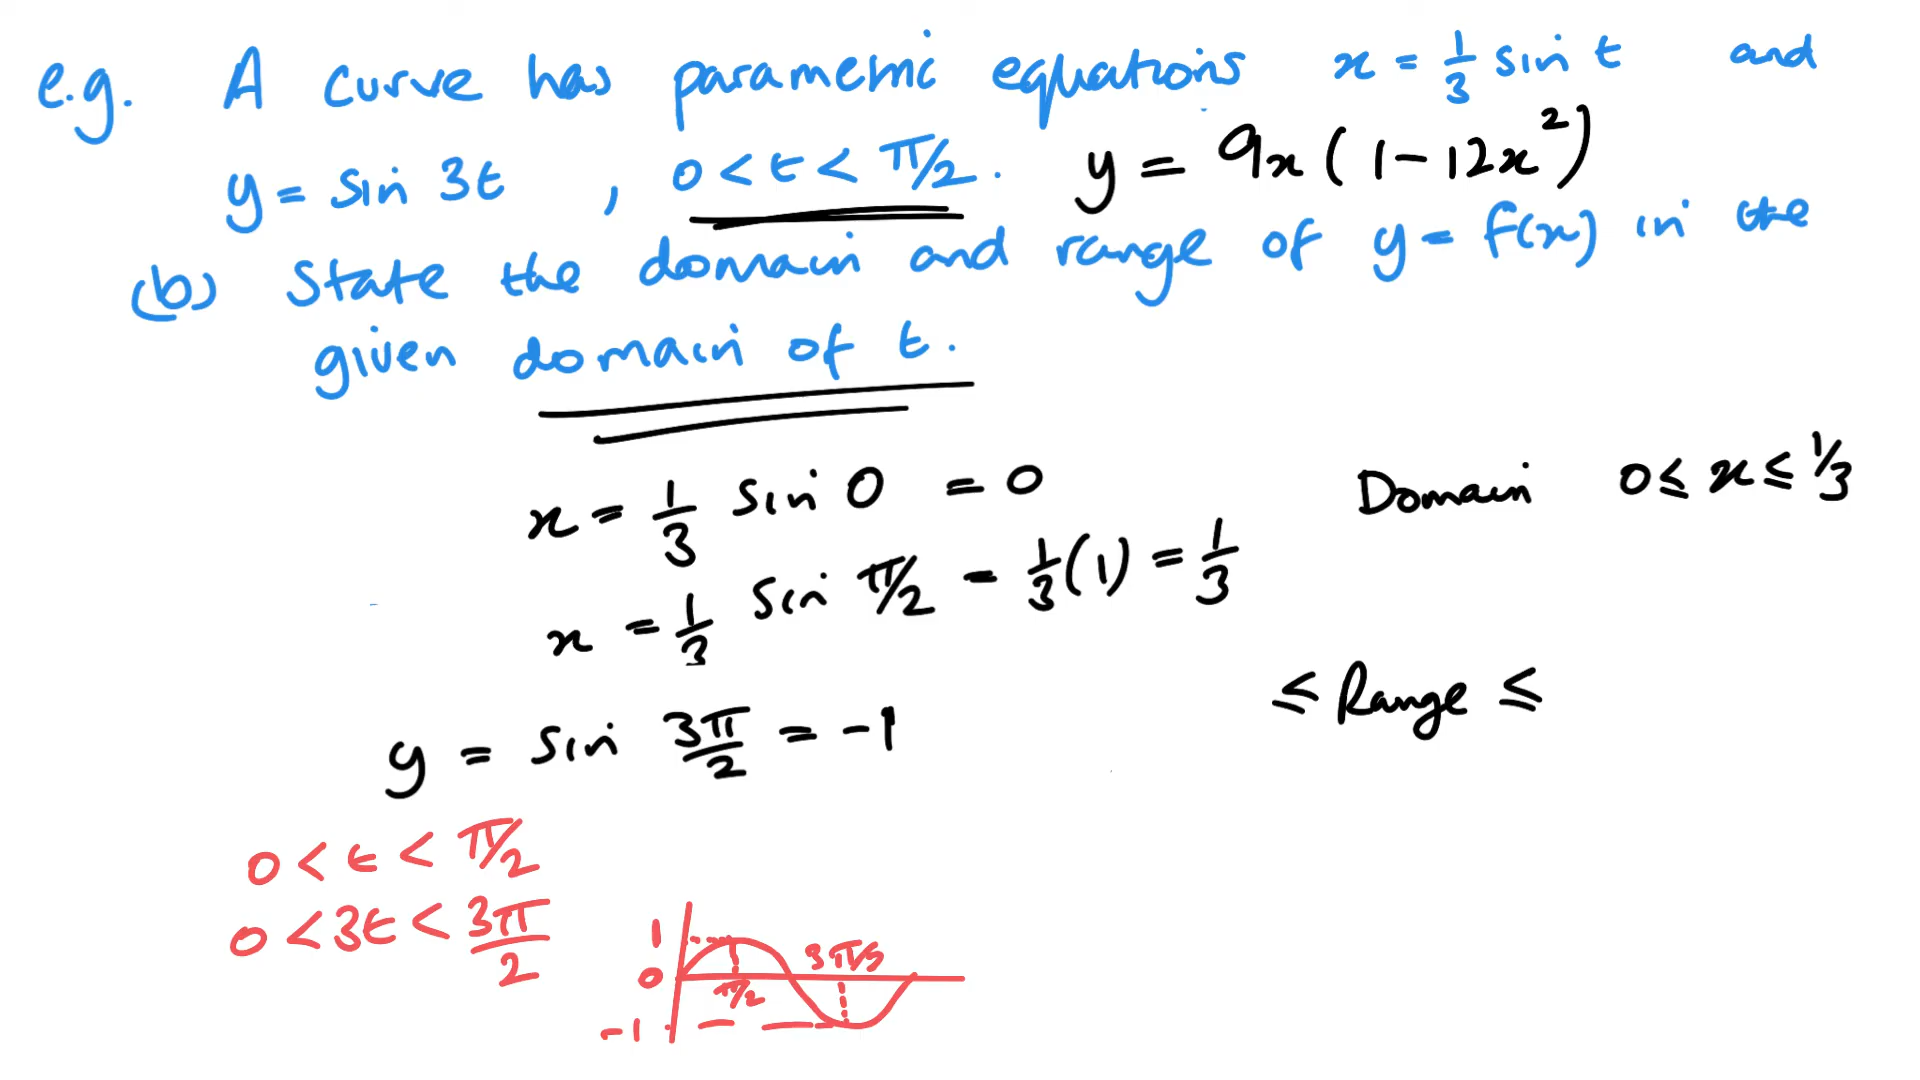 e.g. A curve has parametric equations x = 1/3 sin t and
y = sin 3t , 0 < t < π/2. y = 9x(1 - 12x²)
(b) State the domain and range of y = f(x) in the
given domain of t.
x = 1/3 sin 0 = 0
Domain 0 ≤ x ≤ 1/3
x = 1/3 sin π/2 = 1/3(1) = 1/3
≤ Range ≤
y = sin 3π/2 = -1
0 < t < π/2
0 < 3t < 3π/2
1
0
-1
π/2